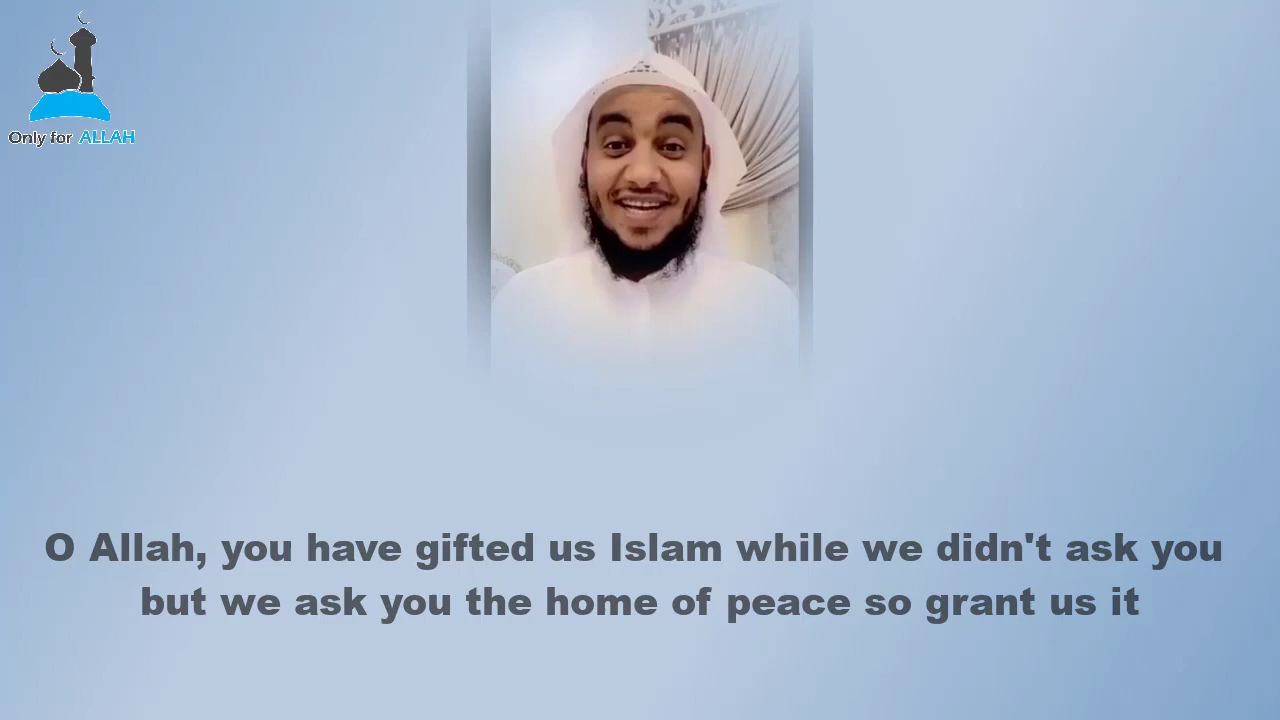 Only for ALLAH
O Allah, you have gifted us Islam while we didn't ask you
but we ask you the home of peace so grant us it